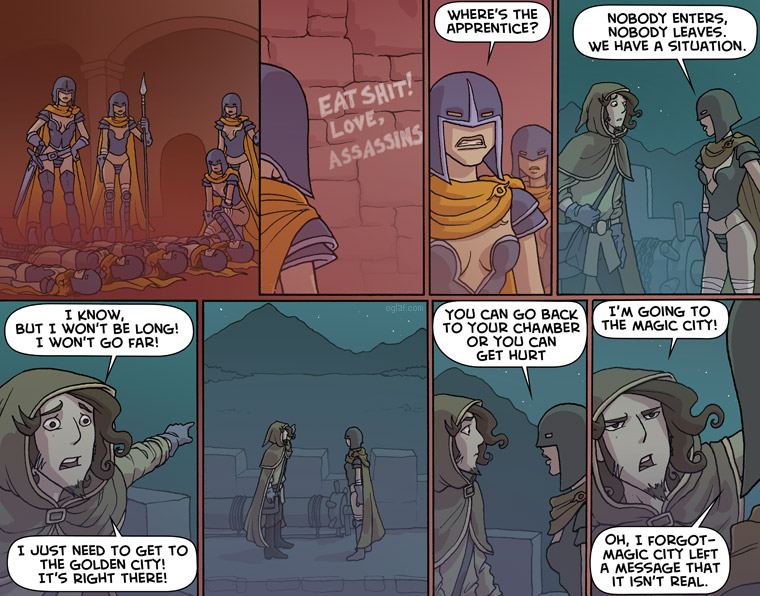 EAT SHIT!
LOVE,
ASSASSINS
WHERE'S THE
APPRENTICE?
NOBODY ENTERS,
NOBODY LEAVES.
WE HAVE A SITUATION.
I KNOW,
BUT I WON'T BE LONG!
I WON'T GO FAR!
I JUST NEED TO GET TO
THE GOLDEN CITY!
IT'S RIGHT THERE!
oglaf.com
YOU CAN GO BACK
TO YOUR CHAMBER
OR YOU CAN
GET HURT
I'M GOING TO
THE MAGIC CITY!
OH, I FORGOT–
MAGIC CITY LEFT
A MESSAGE THAT
IT ISN'T REAL.